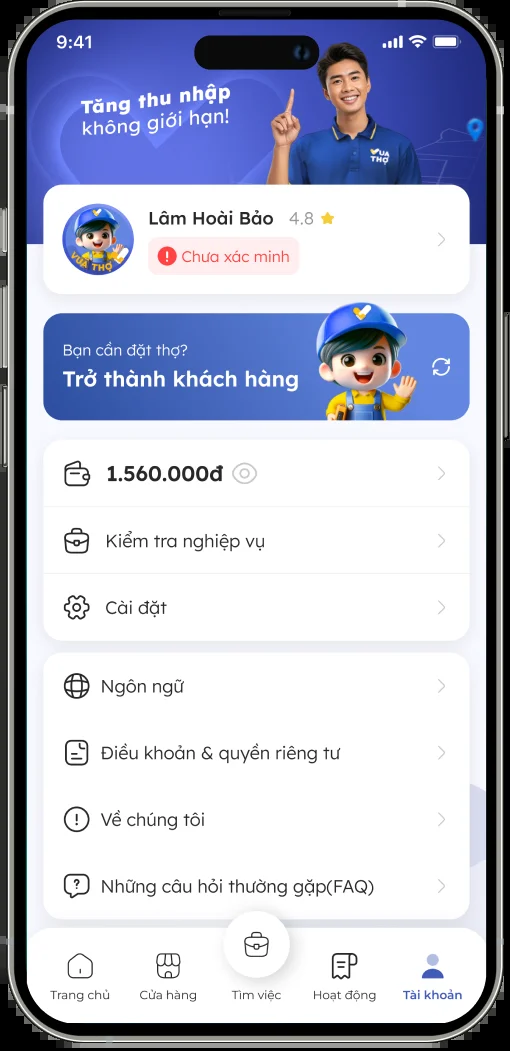 9:41
Tăng thu nhập
không giới hạn!
VUA
THỢ
Lâm Hoài Bảo 4.8
Chưa xác minh
VUA THỢ
Bạn cần đặt thợ?
Trở thành khách hàng
1.560.000đ
Kiểm tra nghiệp vụ
Cài đặt
Ngôn ngữ
Điều khoản & quyền riêng tư
Về chúng tôi
Những câu hỏi thường gặp(FAQ)
Trang chủ Cửa hàng Tìm việc Hoạt động Tài khoản